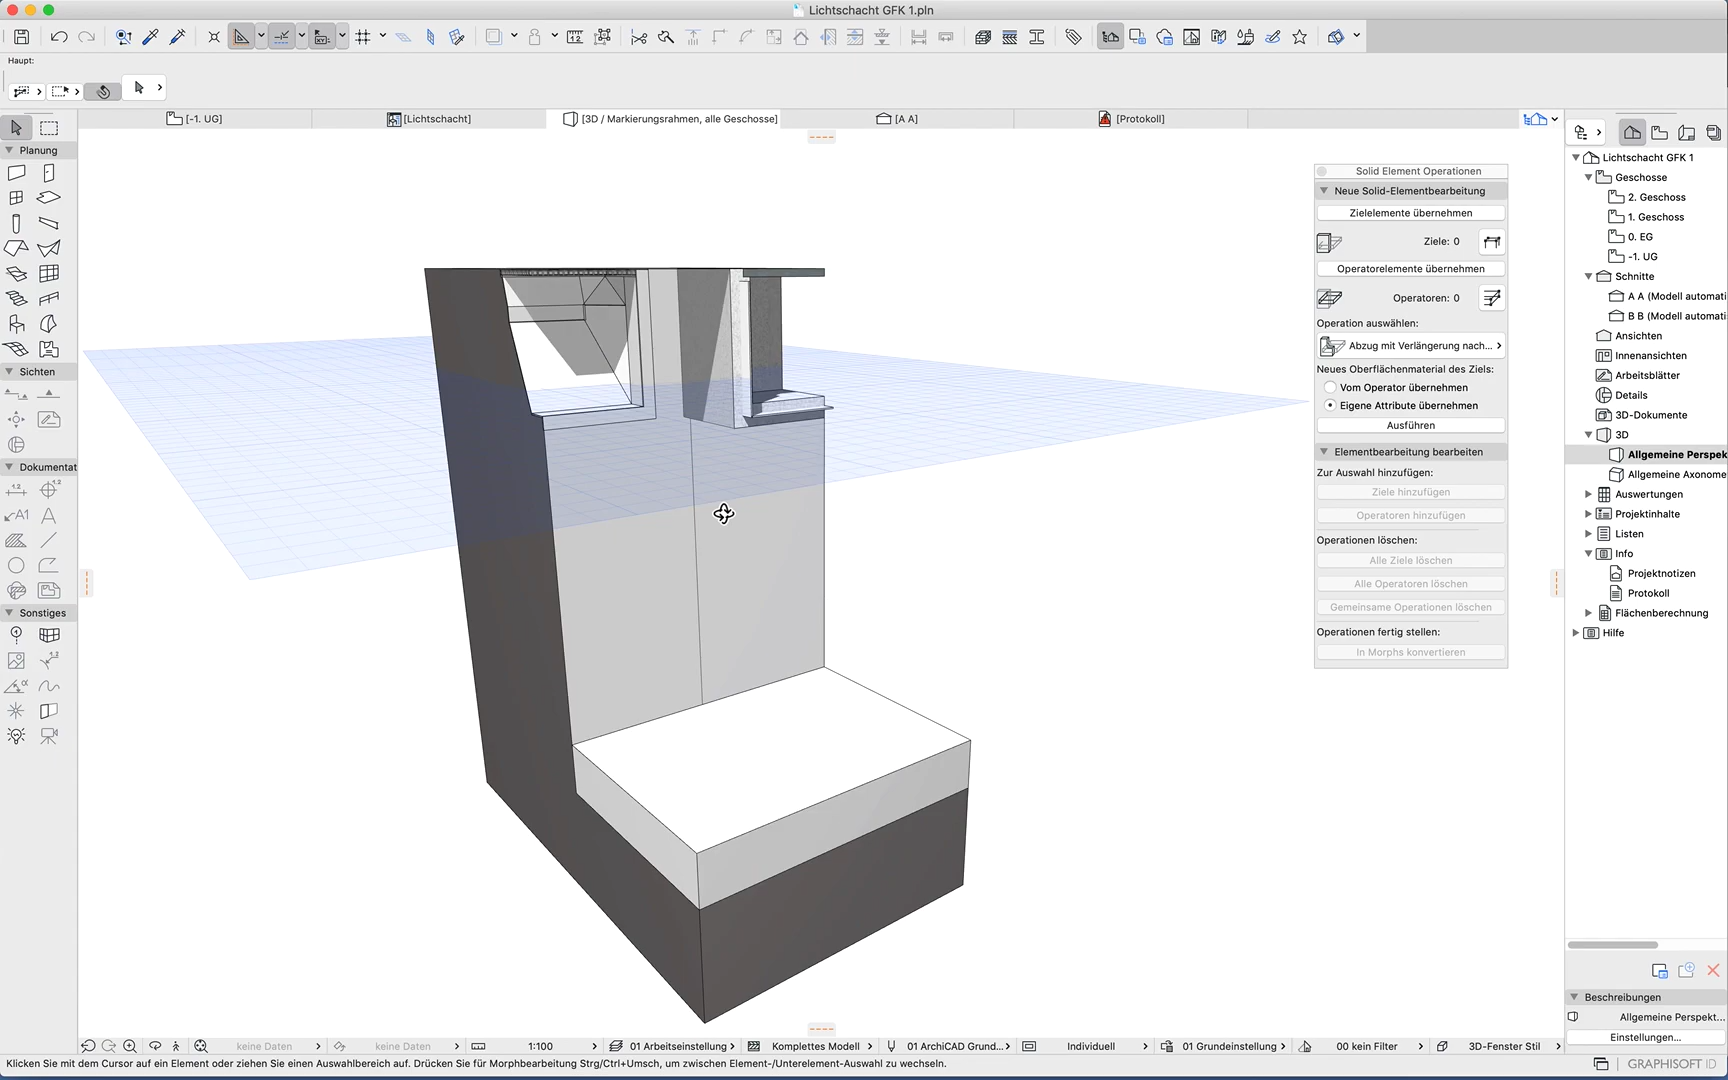 Lichtschacht GFK 1.pln
Haupt:
[-1. UG]
[Lichtschacht]
[3D / Markierungsrahmen, alle Geschosse]
[A A]
[Protokoll]
Planung
Sichten
Dokumentat
A1
A
Sonstiges
Solid Element Operationen
Neue Solid-Elementbearbeitung
Zielelemente übernehmen
Ziele: 0
Operatorelemente übernehmen
Operatoren: 0
Operation auswählen:
Abzug mit Verlängerung nach...
Neues Oberflächenmaterial des Ziels:
Vom Operator übernehmen
Eigene Attribute übernehmen
Ausführen
Elementbearbeitung bearbeiten
Zur Auswahl hinzufügen:
Ziele hinzufügen
Operatoren hinzufügen
Operationen löschen:
Alle Ziele löschen
Alle Operatoren löschen
Gemeinsame Operationen löschen
Operationen fertig stellen:
In Morphs konvertieren
Lichtschacht GFK 1
Geschosse
2. Geschoss
1. Geschoss
0. EG
-1. UG
Schnitte
A A (Modell automati
B B (Modell automati
Ansichten
Innenansichten
Arbeitsblätter
Details
3D-Dokumente
3D
Allgemeine Perspek
Allgemeine Axonome
Auswertungen
Projektinhalte
Listen
Info
Projektnotizen
Protokoll
Flächenberechnung
Hilfe
Beschreibungen
Allgemeine Perspekt...
Einstellungen...
keine Daten
keine Daten
1:100
01 Arbeitseinstellung
Komplettes Modell
01 ArchiCAD Grund...
Individuell
01 Grundeinstellung
00 kein Filter
3D-Fenster Stil
Klicken Sie mit dem Cursor auf ein Element oder ziehen Sie einen Auswahlbereich auf. Drücken Sie für Morphbearbeitung Strg/Ctrl+Umsch, um zwischen Element-/Unterelement-Auswahl zu wechseln.
GRAPHISOFT ID